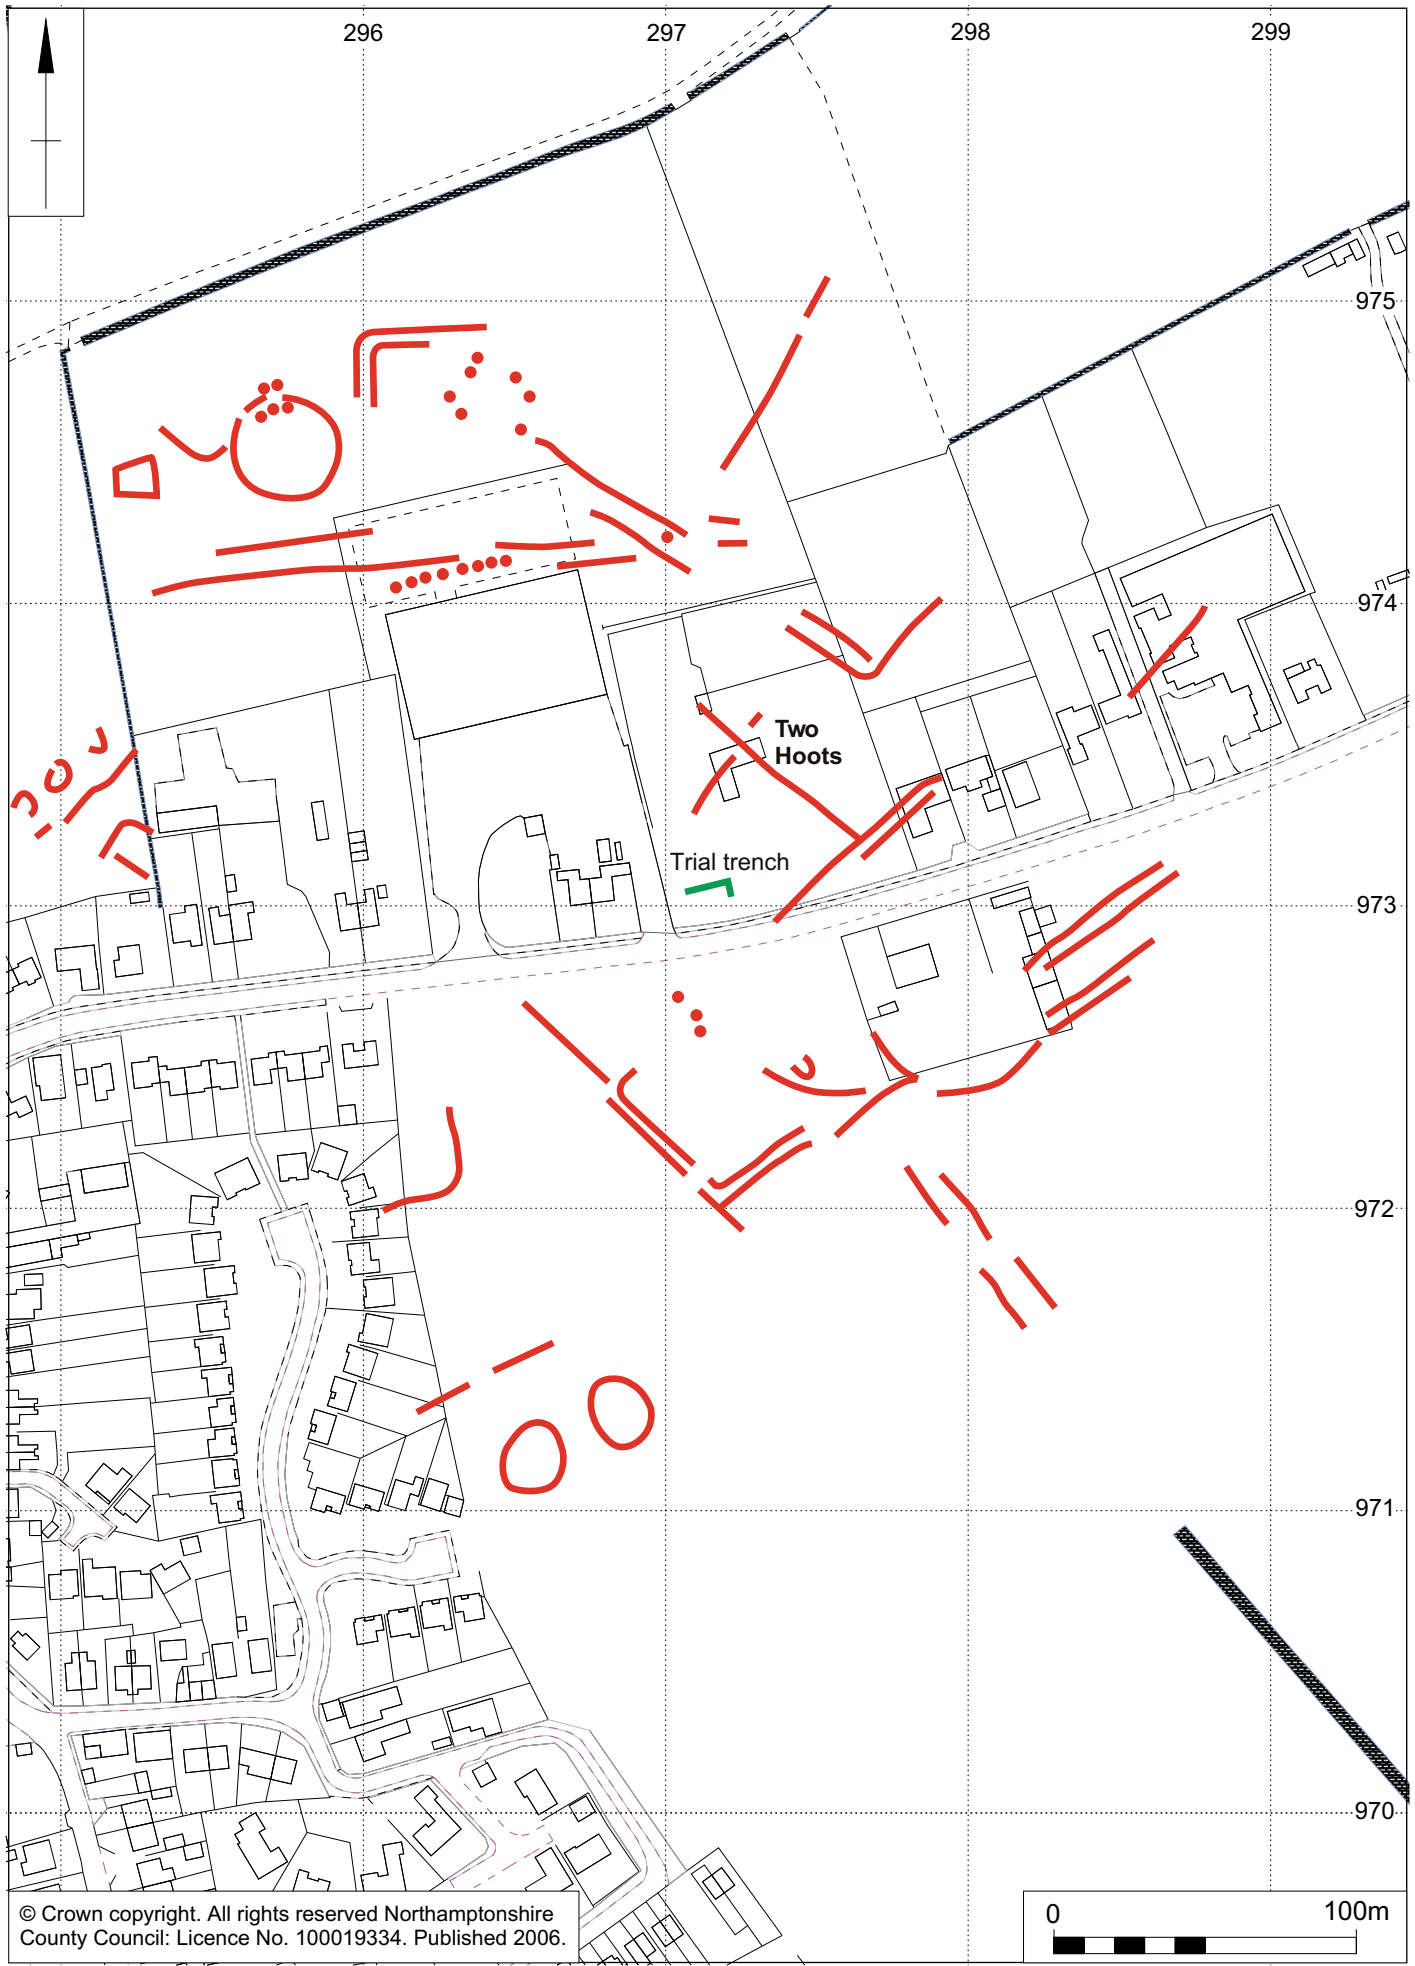 296
297
298
299
975
974
Two
Hoots
Trial trench
973
972
971
970
© Crown copyright. All rights reserved Northamptonshire
County Council: Licence No. 100019334. Published 2006.
0
100m